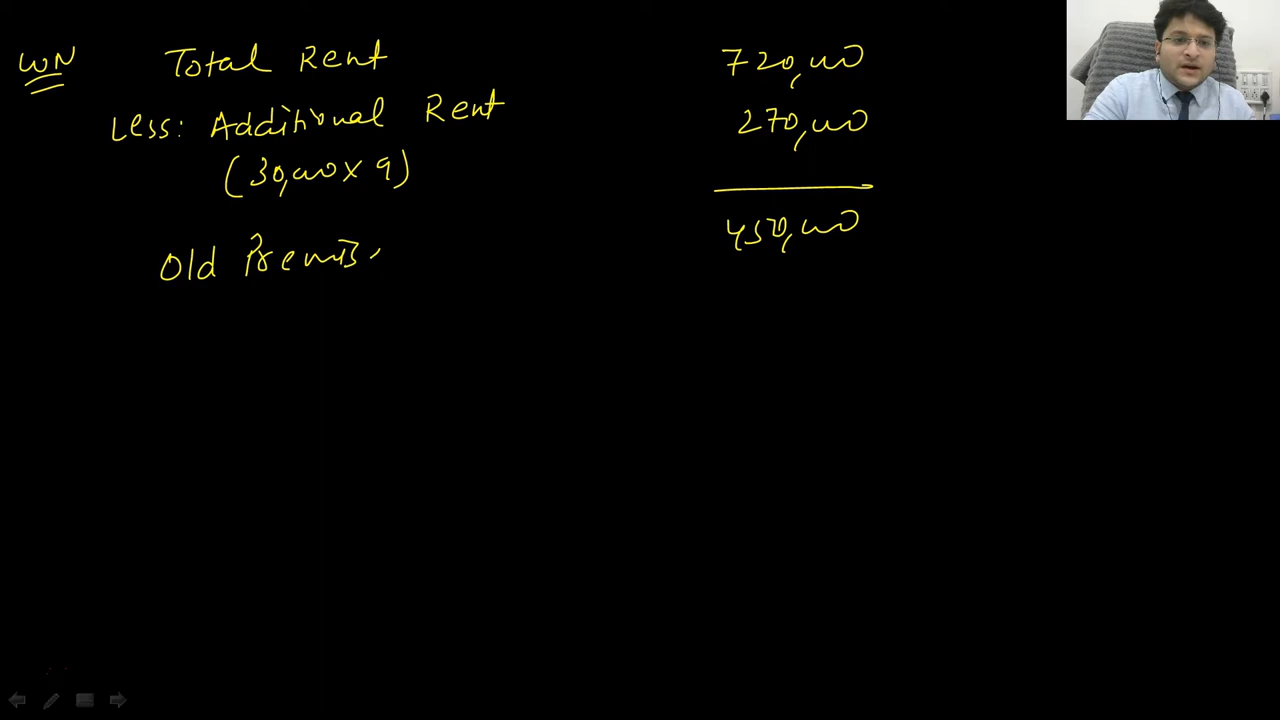 WN Total Rent 720,000
Less: Additional Rent 270,000
(30,000 x 9)
450,000
Old Premis